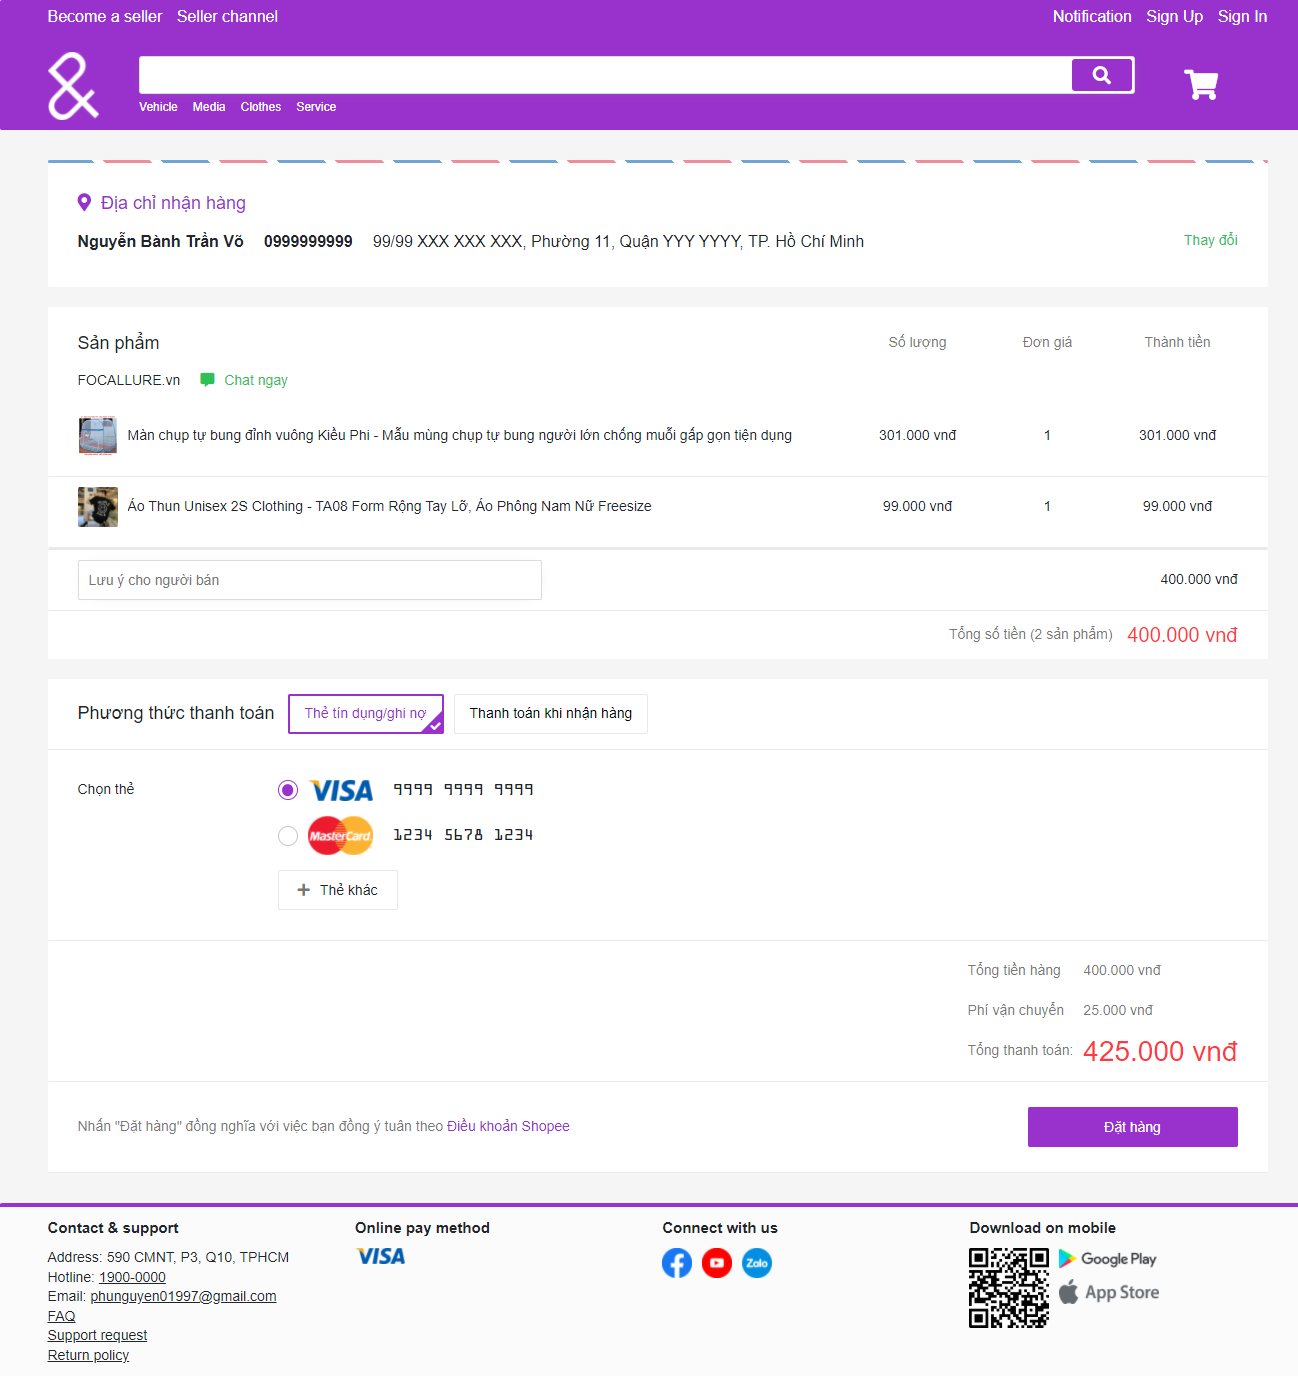 Become a seller Seller channel Notification Sign Up Sign In
&
Vehicle Media Clothes Service
Địa chỉ nhận hàng
Nguyễn Bành Trần Võ 0999999999 99/99 XXX XXX XXX, Phường 11, Quận YYY YYYY, TP. Hồ Chí Minh Thay đổi
Sản phẩm Số lượng Đơn giá Thành tiền
FOCALLURE.vn Chat ngay
Màn chụp tự bung đỉnh vuông Kiều Phi - Mẫu mùng chụp tự bung người lớn chống muỗi gấp gọn tiện dụng 301.000 vnđ 1 301.000 vnđ
Áo Thun Unisex 2S Clothing - TA08 Form Rộng Tay Lỡ, Áo Phông Nam Nữ Freesize 99.000 vnđ 1 99.000 vnđ
Lưu ý cho người bán 400.000 vnđ
Tổng số tiền (2 sản phẩm) 400.000 vnđ
Phương thức thanh toán Thẻ tín dụng/ghi nợ Thanh toán khi nhận hàng
Chọn thẻ VISA 9999 9999 9999
MasterCard 1234 5678 1234
Thẻ khác
Tổng tiền hàng 400.000 vnđ
Phí vận chuyển 25.000 vnđ
Tổng thanh toán: 425.000 vnđ
Nhấn "Đặt hàng" đồng nghĩa với việc bạn đồng ý tuân theo Điều khoản Shopee Đặt hàng
Contact & support Online pay method Connect with us Download on mobile
Address: 590 CMNT, P3, Q10, TPHCM VISA Zalo Google Play
Hotline: 1900-0000
Email: phunguyen01997@gmail.com App Store
FAQ
Support request
Return policy